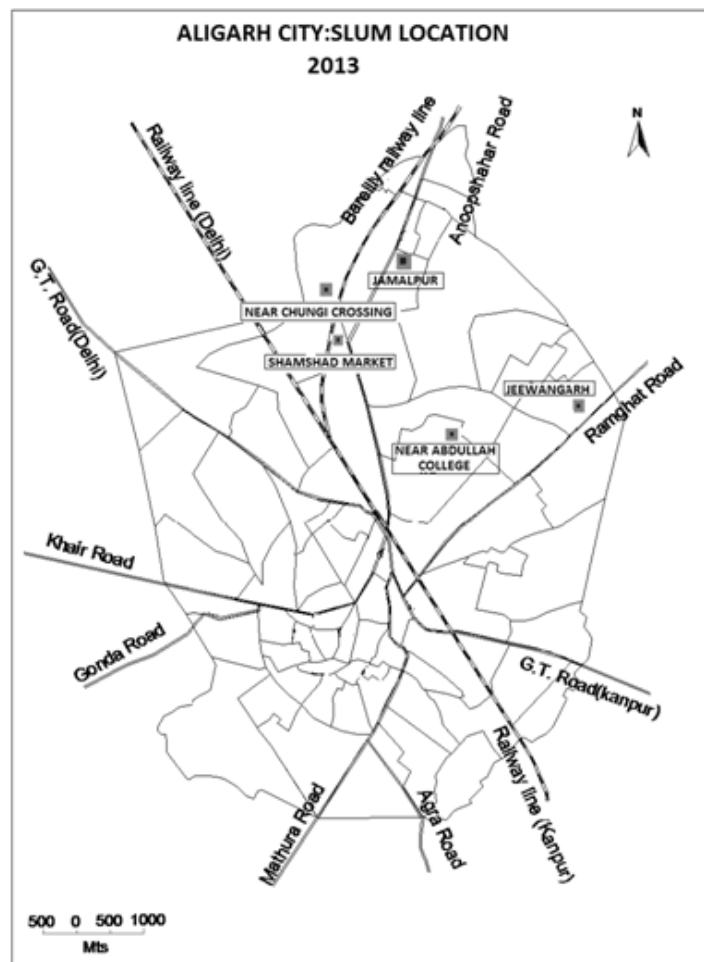 ALIGARH CITY:SLUM LOCATION
2013
N
Railway line (Delhi)
Bareilly railway line
Anoopshahar Road
G.T. Road(Delhi)
JAMALPUR
NEAR CHUNGI CROSSING
SHAMSHAD MARKET
JEEWANGARH
Ramghat Road
NEAR ABDULLAH
COLLEGE
Khair Road
Gonda Road
G.T. Road(kanpur)
Railway line (Kanpur)
Mathura Road
Agra Road
500 0 500 1000
Mts